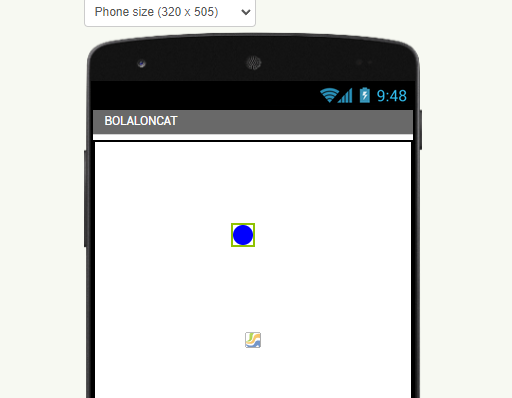 Phone size (320 x 505)
9:48
BOLALONCAT